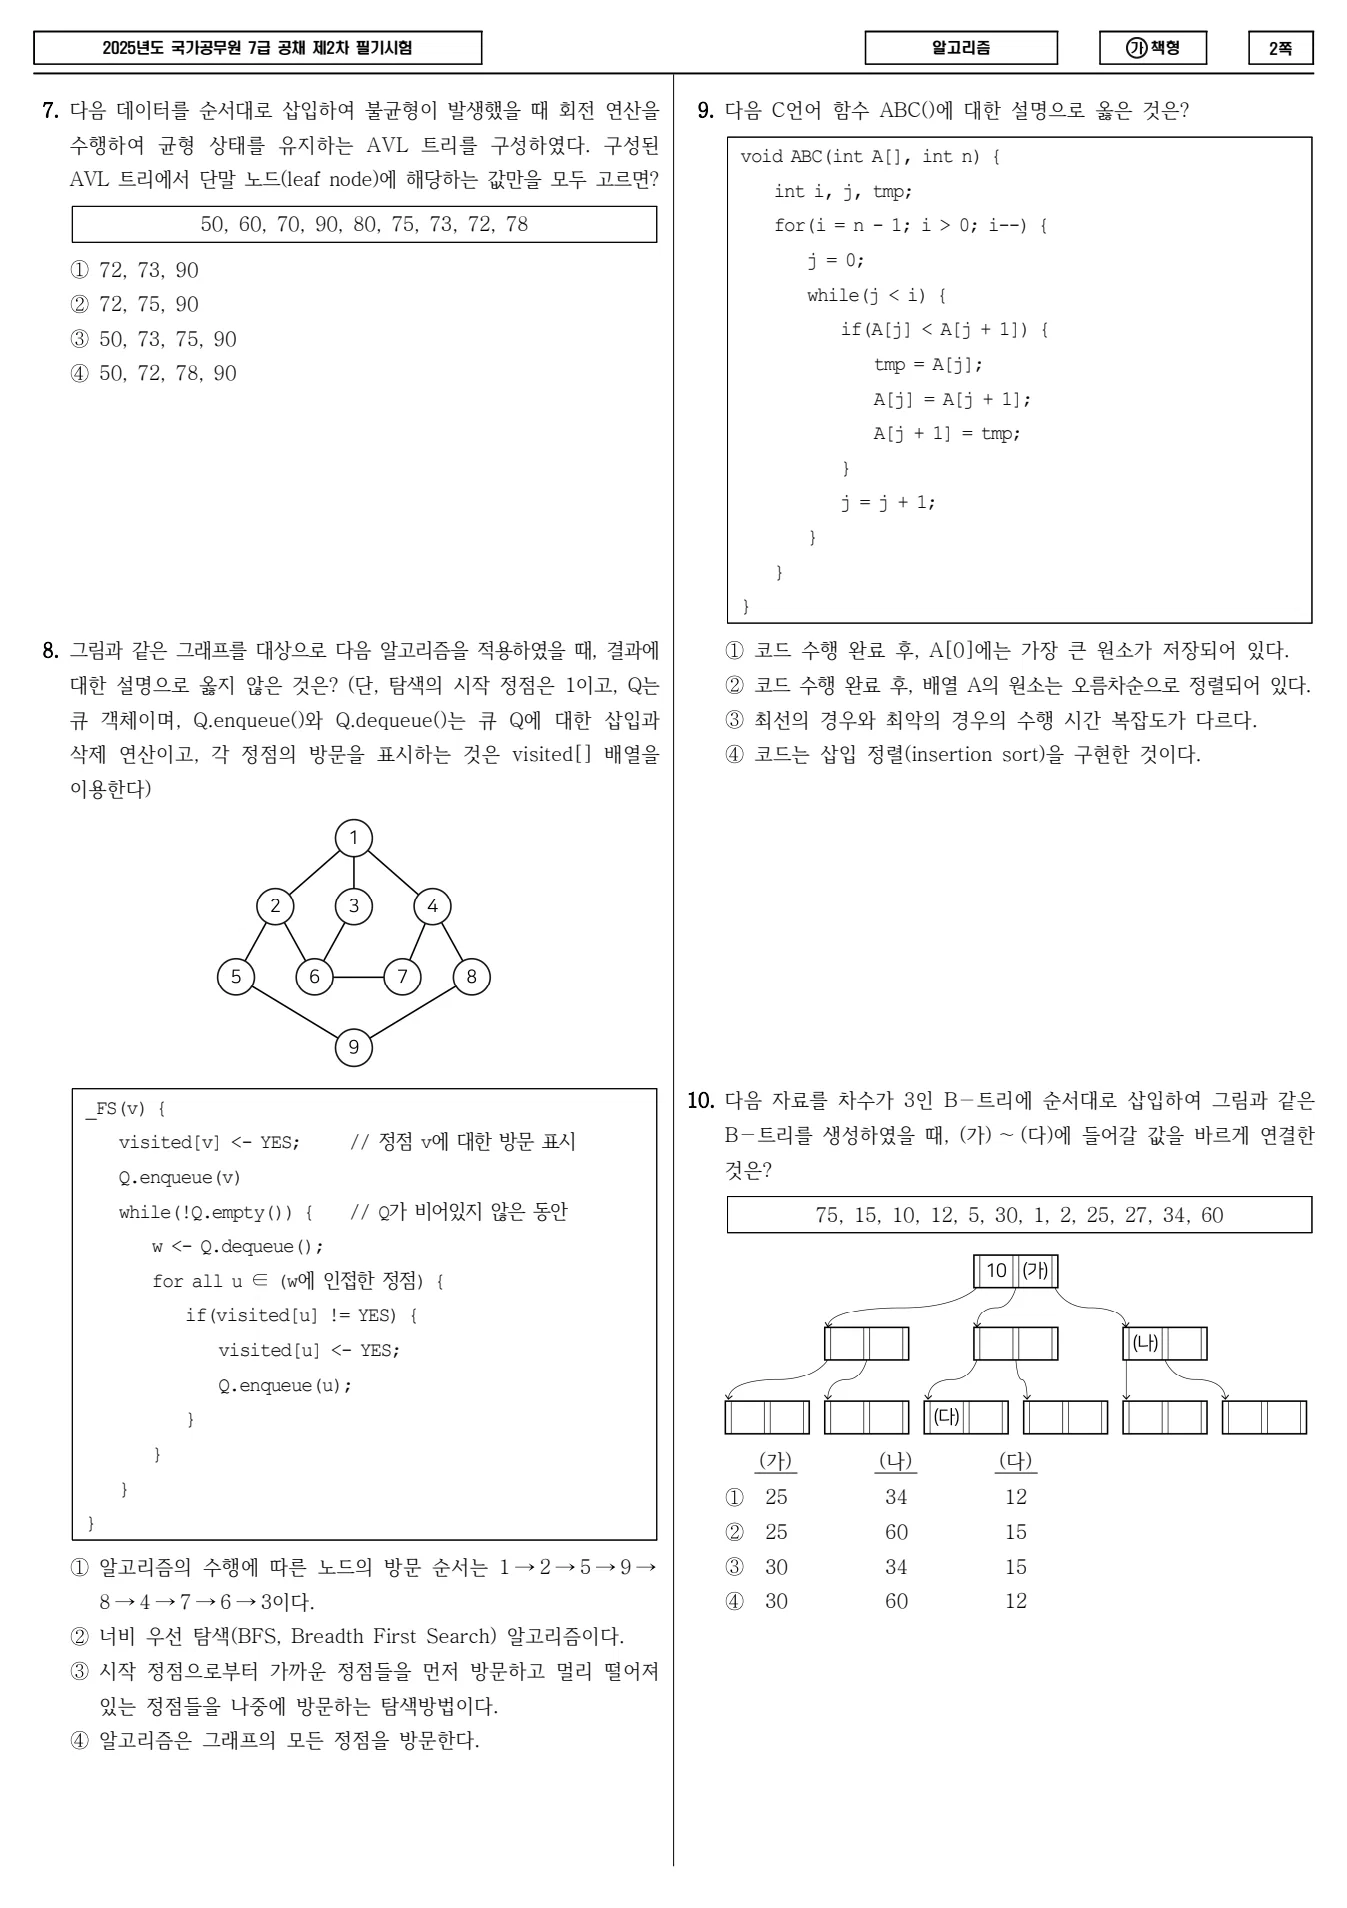 2025년도 국가공무원 7급 공채 제2차 필기시험
알고리즘
㉮책형
2쪽
7. 다음 데이터를 순서대로 삽입하여 불균형이 발생했을 때 회전 연산을
수행하여 균형 상태를 유지하는 AVL 트리를 구성하였다. 구성된
AVL 트리에서 단말 노드(leaf node)에 해당하는 값만을 모두 고르면?
50, 60, 70, 90, 80, 75, 73, 72, 78
① 72, 73, 90
② 72, 75, 90
③ 50, 73, 75, 90
④ 50, 72, 78, 90
8. 그림과 같은 그래프를 대상으로 다음 알고리즘을 적용하였을 때, 결과에
대한 설명으로 옳지 않은 것은? (단, 탐색의 시작 정점은 1이고, Q는
큐 객체이며, Q.enqueue()와 Q.dequeue()는 큐 Q에 대한 삽입과
삭제 연산이고, 각 정점의 방문을 표시하는 것은 visited[] 배열을
이용한다)
1
2 3 4
5 6 7 8
9
_FS(v) {
visited[v] <- YES; // 정점 v에 대한 방문 표시
Q.enqueue(v)
while(!Q.empty()) { // Q가 비어있지 않은 동안
w <- Q.dequeue();
for all u ∈ (w에 인접한 정점) {
if(visited[u] != YES) {
visited[u] <- YES;
Q.enqueue(u);
}
}
}
}
① 알고리즘의 수행에 따른 노드의 방문 순서는 1→2→5→9→
8→4→7→6→3이다.
② 너비 우선 탐색(BFS, Breadth First Search) 알고리즘이다.
③ 시작 정점으로부터 가까운 정점들을 먼저 방문하고 멀리 떨어져
있는 정점들을 나중에 방문하는 탐색방법이다.
④ 알고리즘은 그래프의 모든 정점을 방문한다.
9. 다음 C언어 함수 ABC()에 대한 설명으로 옳은 것은?
void ABC(int A[], int n) {
int i, j, tmp;
for(i = n - 1; i > 0; i--) {
j = 0;
while(j < i) {
if(A[j] < A[j + 1]) {
tmp = A[j];
A[j] = A[j + 1];
A[j + 1] = tmp;
}
j = j + 1;
}
}
}
① 코드 수행 완료 후, A[0]에는 가장 큰 원소가 저장되어 있다.
② 코드 수행 완료 후, 배열 A의 원소는 오름차순으로 정렬되어 있다.
③ 최선의 경우와 최악의 경우의 수행 시간 복잡도가 다르다.
④ 코드는 삽입 정렬(insertion sort)을 구현한 것이다.
10. 다음 자료를 차수가 3인 B-트리에 순서대로 삽입하여 그림과 같은
B-트리를 생성하였을 때, (가) ~ (다)에 들어갈 값을 바르게 연결한
것은?
75, 15, 10, 12, 5, 30, 1, 2, 25, 27, 34, 60
10 (가)
(나)
(다)
(가) (나) (다)
① 25 34 12
② 25 60 15
③ 30 34 15
④ 30 60 12